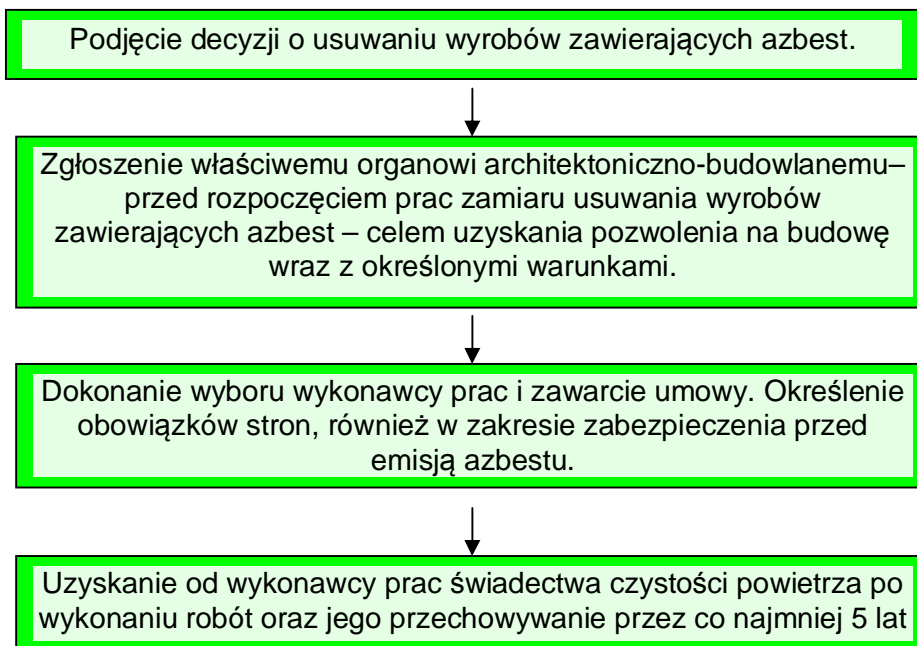 Podjęcie decyzji o usuwaniu wyrobów zawierających azbest.
Zgłoszenie właściwemu organowi architektoniczno-budowlanemu–
przed rozpoczęciem prac zamiaru usuwania wyrobów
zawierających azbest – celem uzyskania pozwolenia na budowę
wraz z określonymi warunkami.
Dokonanie wyboru wykonawcy prac i zawarcie umowy. Określenie
obowiązków stron, również w zakresie zabezpieczenia przed
emisją azbestu.
Uzyskanie od wykonawcy prac świadectwa czystości powietrza po
wykonaniu robót oraz jego przechowywanie przez co najmniej 5 lat